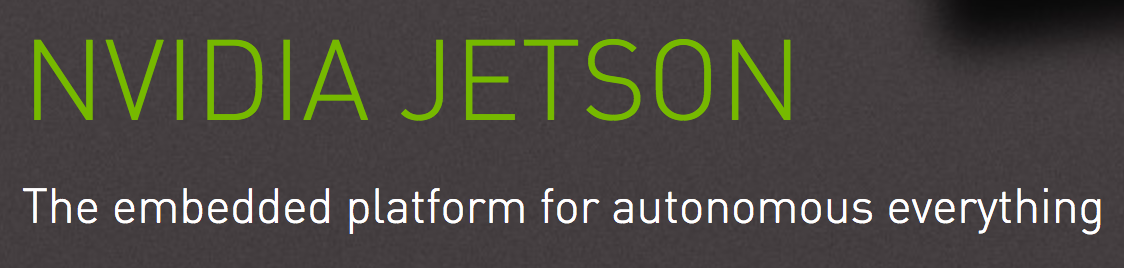 NVIDIA JETSON
The embedded platform for autonomous everything